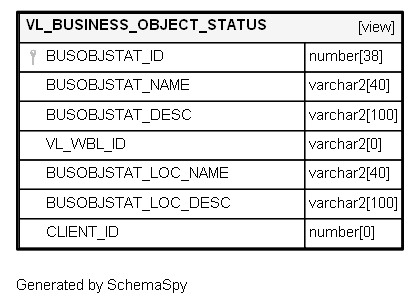 VL_BUSINESS_OBJECT_STATUS [view]
BUSOBJSTAT_ID number[38]
BUSOBJSTAT_NAME varchar2[40]
BUSOBJSTAT_DESC varchar2[100]
VL_WBL_ID varchar2[0]
BUSOBJSTAT_LOC_NAME varchar2[40]
BUSOBJSTAT_LOC_DESC varchar2[100]
CLIENT_ID number[0]
Generated by SchemaSpy